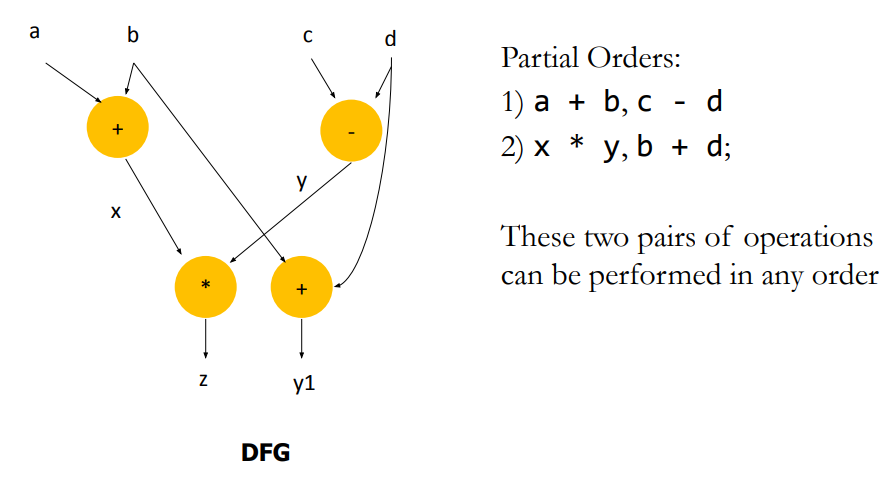 a
b
c
d
+
-
x
y
*
+
z
y1
DFG
Partial Orders:
1) a + b, c - d
2) x * y, b + d;
These two pairs of operations
can be performed in any order